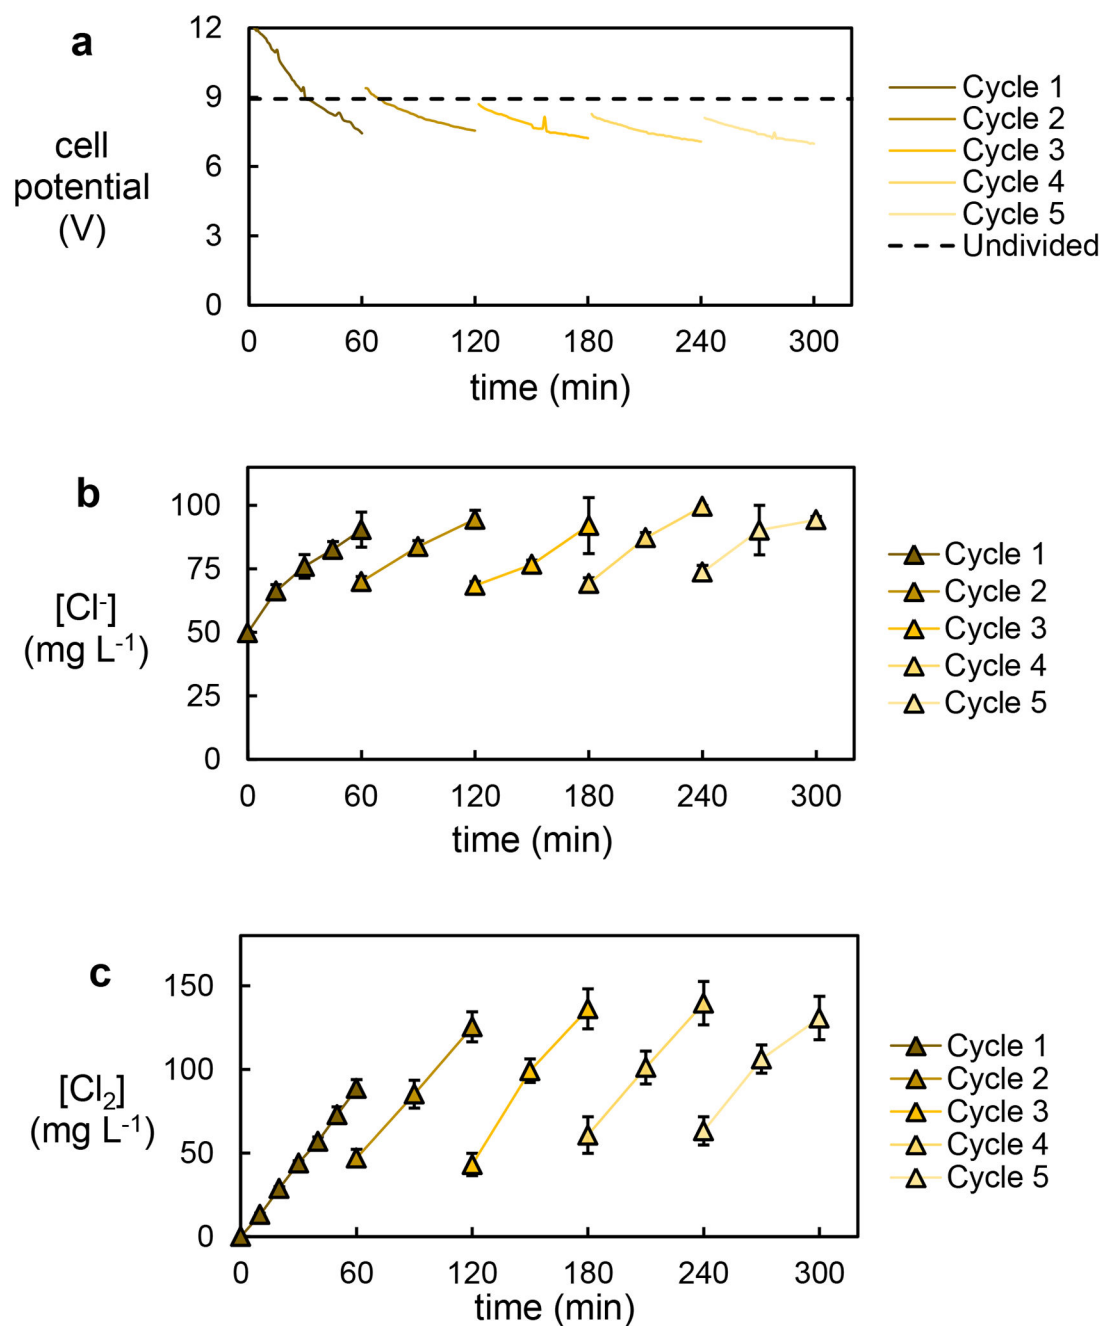 a
12
9
6
3
0
cell
potential
(V)
0 60 120 180 240 300
time (min)
Cycle 1
Cycle 2
Cycle 3
Cycle 4
Cycle 5
Undivided
b
100
75
50
25
0
[Cl⁻]
(mg L⁻¹)
0 60 120 180 240 300
time (min)
Cycle 1
Cycle 2
Cycle 3
Cycle 4
Cycle 5
c
150
100
50
0
[Cl₂]
(mg L⁻¹)
0 60 120 180 240 300
time (min)
Cycle 1
Cycle 2
Cycle 3
Cycle 4
Cycle 5